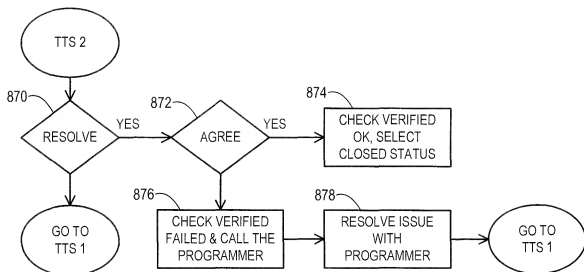 TTS 2
870
RESOLVE
YES
872
AGREE
YES
874
CHECK VERIFIED
OK, SELECT
CLOSED STATUS
GO TO
TTS 1
876
CHECK VERIFIED
FAILED & CALL THE
PROGRAMMER
878
RESOLVE ISSUE
WITH
PROGRAMMER
GO TO
TTS 1